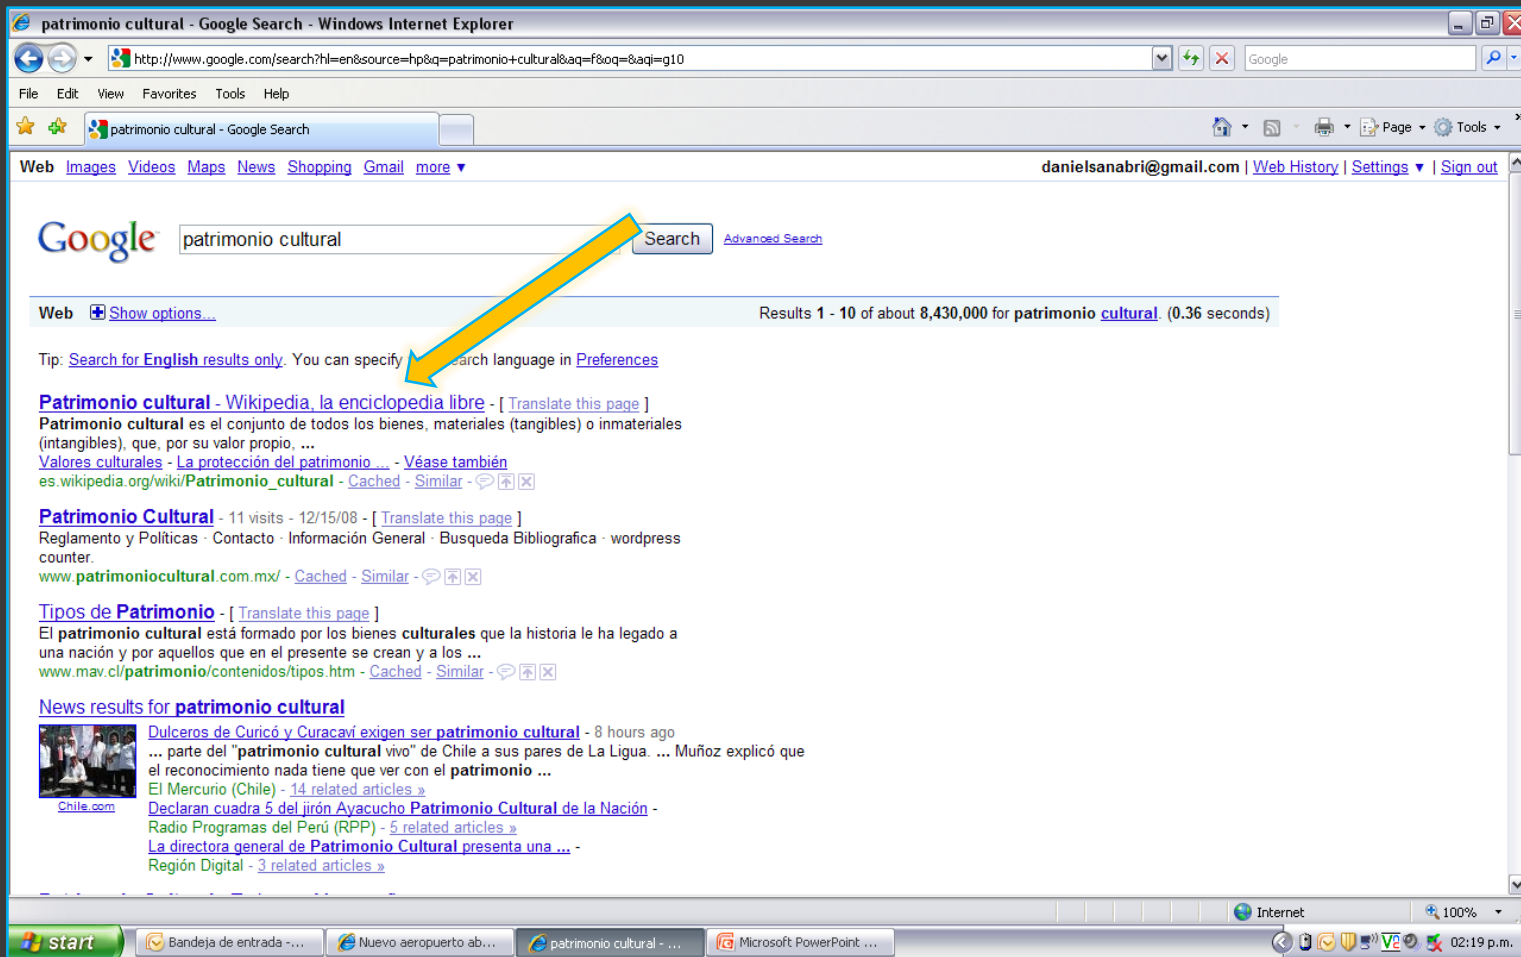 patrimonio cultural - Google Search - Windows Internet Explorer
http://www.google.com/search?hl=en&source=hp&q=patrimonio+cultural&aq=f&oq=&aqi=g10
Google
File Edit View Favorites Tools Help
patrimonio cultural - Google Search
Page Tools
Web Images Videos Maps News Shopping Gmail more ▼
danielsanabri@gmail.com | Web History | Settings ▼ | Sign out
Google
patrimonio cultural
Search
Advanced Search
Web Show options...
Results 1 - 10 of about 8,430,000 for patrimonio cultural. (0.36 seconds)
Tip: Search for English results only. You can specify arch language in Preferences
Patrimonio cultural - Wikipedia, la enciclopedia libre - [ Translate this page ]
Patrimonio cultural es el conjunto de todos los bienes, materiales (tangibles) o inmateriales
(intangibles), que, por su valor propio, ...
Valores culturales - La protección del patrimonio ... - Véase también
es.wikipedia.org/wiki/Patrimonio_cultural - Cached - Similar -
Patrimonio Cultural - 11 visits - 12/15/08 - [ Translate this page ]
Reglamento y Políticas · Contacto · Información General · Busqueda Bibliografica · wordpress
counter.
www.patrimoniocultural.com.mx/ - Cached - Similar -
Tipos de Patrimonio - [ Translate this page ]
El patrimonio cultural está formado por los bienes culturales que la historia le ha legado a
una nación y por aquellos que en el presente se crean y a los ...
www.mav.cl/patrimonio/contenidos/tipos.htm - Cached - Similar -
News results for patrimonio cultural
Chile.com
Dulceros de Curicó y Curacaví exigen ser patrimonio cultural - 8 hours ago
... parte del "patrimonio cultural vivo" de Chile a sus pares de La Ligua. ... Muñoz explicó que
el reconocimiento nada tiene que ver con el patrimonio ...
El Mercurio (Chile) - 14 related articles »
Declaran cuadra 5 del jirón Ayacucho Patrimonio Cultural de la Nación -
Radio Programas del Perú (RPP) - 5 related articles »
La directora general de Patrimonio Cultural presenta una ... -
Región Digital - 3 related articles »
Internet
100%
start
Bandeja de entrada -...
Nuevo aeropuerto ab...
patrimonio cultural - ...
Microsoft PowerPoint ...
02:19 p.m.